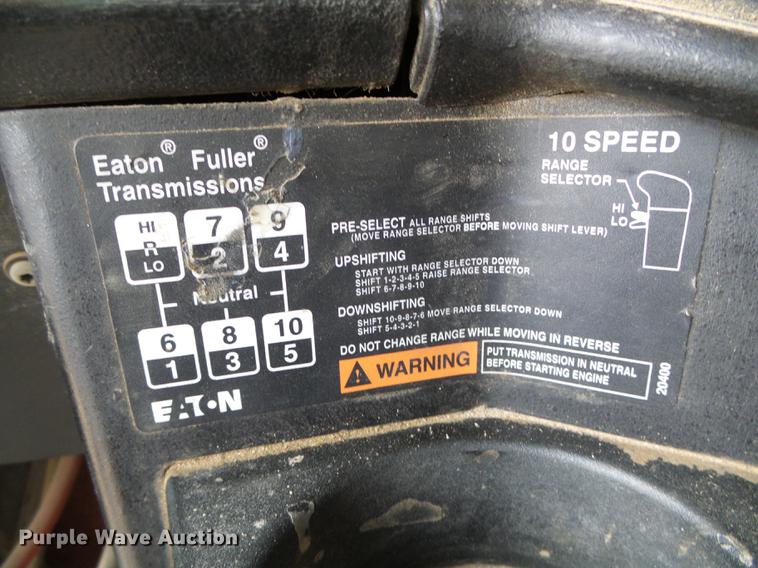 Eaton® Fuller®
Transmissions
HI
R
LO
7
2
9
4
Neutral
6
1
8
3
10
5
EATON
10 SPEED
RANGE
SELECTOR
HI
LO
PRE-SELECT ALL RANGE SHIFTS
(MOVE RANGE SELECTOR BEFORE MOVING SHIFT LEVER)
UPSHIFTING
START WITH RANGE SELECTOR DOWN
SHIFT 1-2-3-4-5 RAISE RANGE SELECTOR
SHIFT 6-7-8-9-10
DOWNSHIFTING
SHIFT 10-9-8-7-6 MOVE RANGE SELECTOR DOWN
SHIFT 5-4-3-2-1
DO NOT CHANGE RANGE WHILE MOVING IN REVERSE
WARNING
PUT TRANSMISSION IN NEUTRAL
BEFORE STARTING ENGINE
20400
Purple Wave Auction